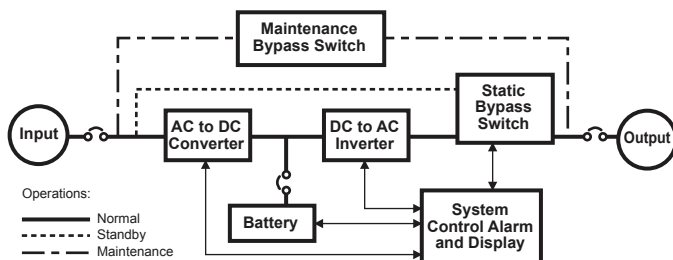 Maintenance
Bypass Switch
Static
Bypass
Switch
Input
AC to DC
Converter
DC to AC
Inverter
Output
Operations:
Normal
Standby
Maintenance
Battery
System
Control Alarm
and Display